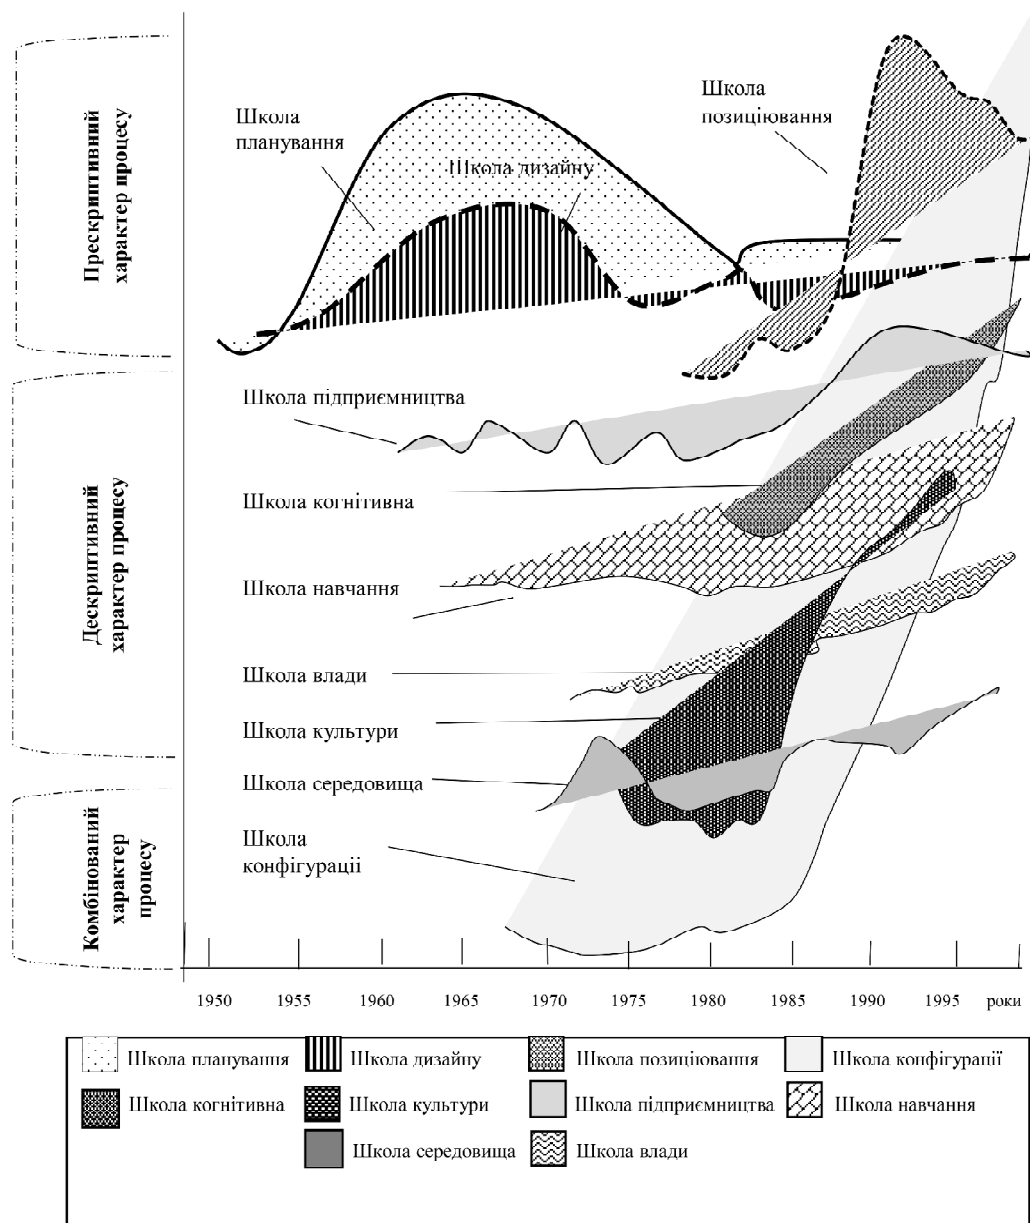 Прескриптивний
характер процесу
Школа
планування
Школа дизайну
Школа
позиціювання
Дескриптивний
характер процесу
Школа підприємництва
Школа когнітивна
Школа навчання
Школа влади
Школа культури
Школа середовища
Комбінований
характер
процесу
Школа
конфігурації
1950 1955 1960 1965 1970 1975 1980 1985 1990 1995 роки
Школа планування Школа дизайну Школа позиціювання Школа конфігурації
Школа когнітивна Школа культури Школа підприємництва Школа навчання
Школа середовища Школа влади